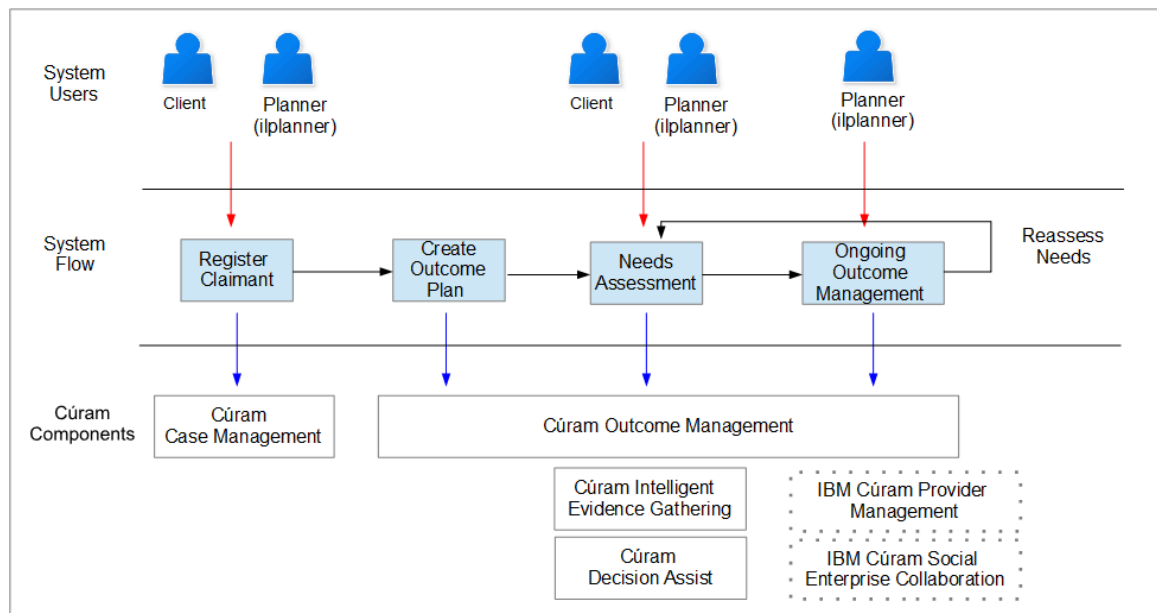 System
Users
Client
Planner
(ilplanner)
Client
Planner
(ilplanner)
Planner
(ilplanner)
System
Flow
Register
Claimant
Create
Outcome
Plan
Needs
Assessment
Ongoing
Outcome
Management
Reassess
Needs
Cúram
Components
Cúram
Case Management
Cúram Outcome Management
Cúram Intelligent
Evidence Gathering
IBM Cúram Provider
Management
Cúram
Decision Assist
IBM Cúram Social
Enterprise Collaboration